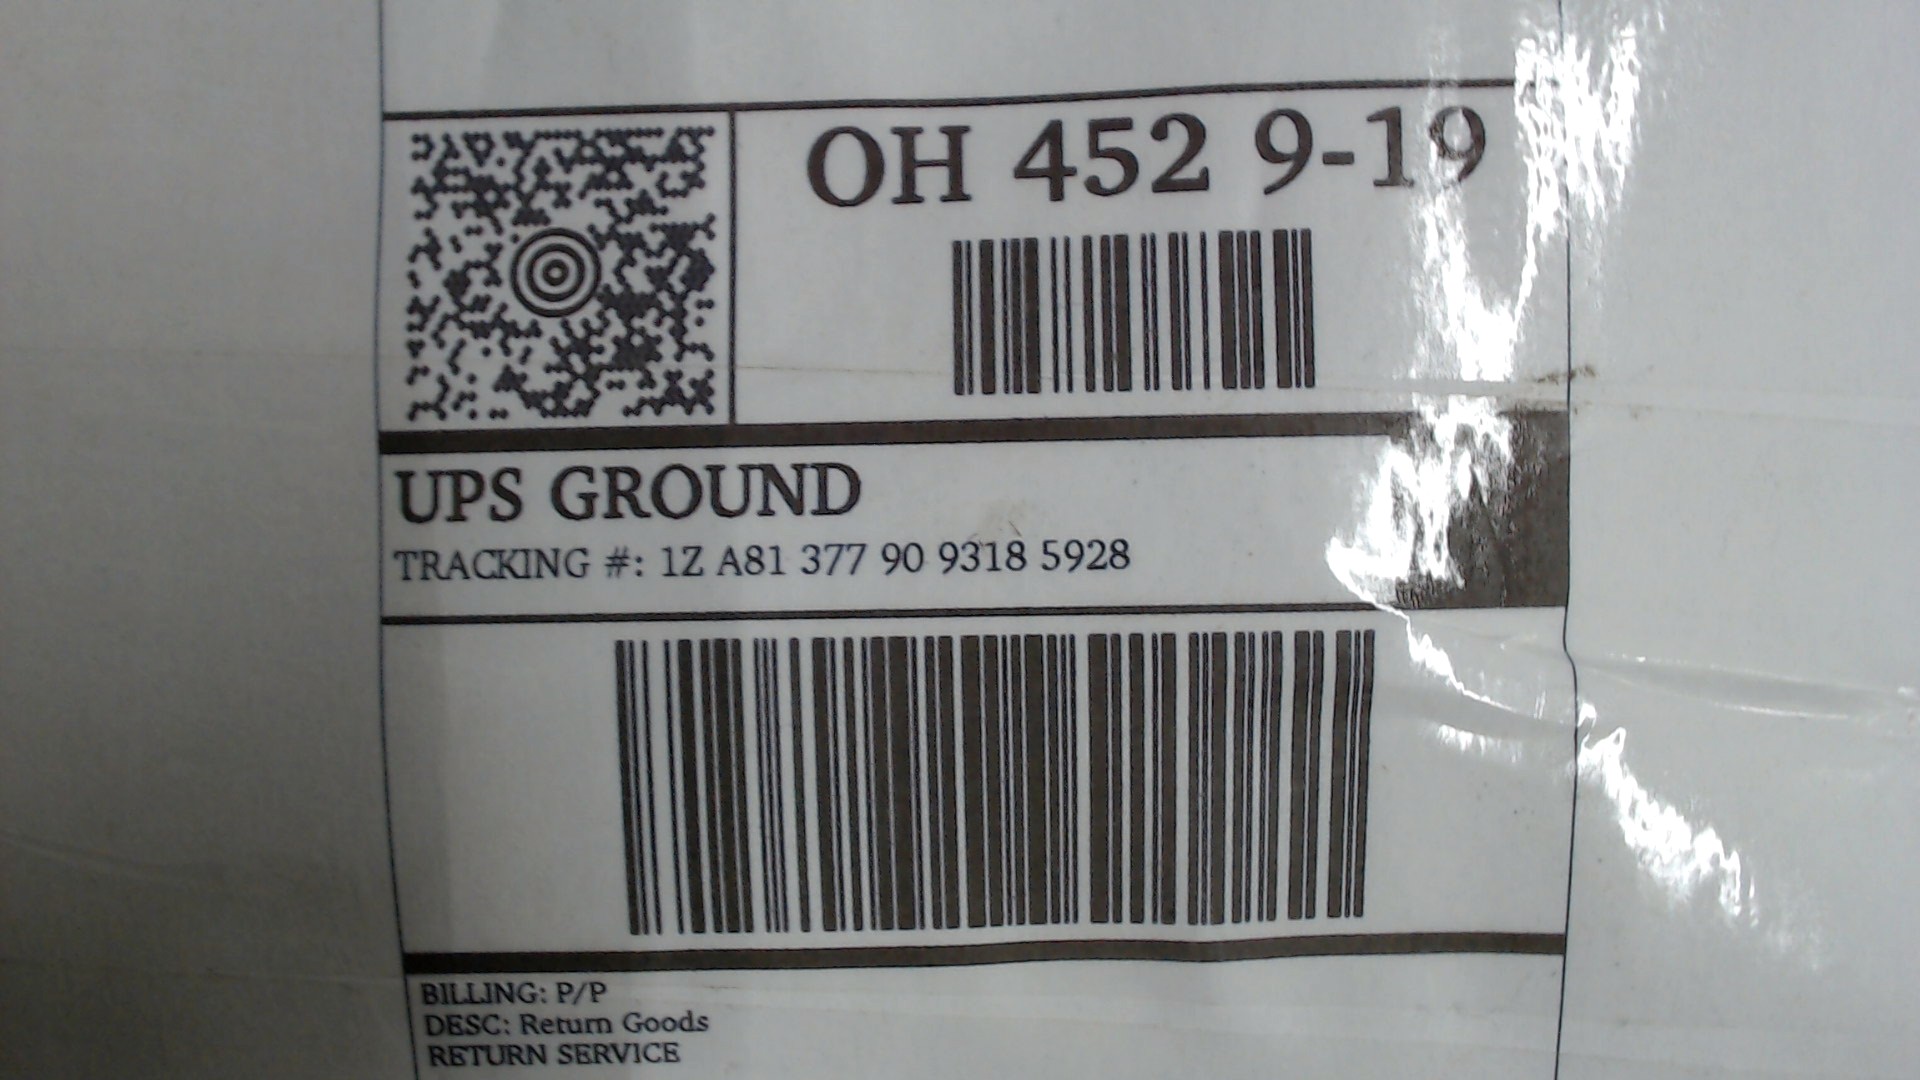 OH 452 9-19
UPS GROUND
TRACKING #: 1Z A81 377 90 9318 5928
BILLING: P/P
DESC: Return Goods
RETURN SERVICE